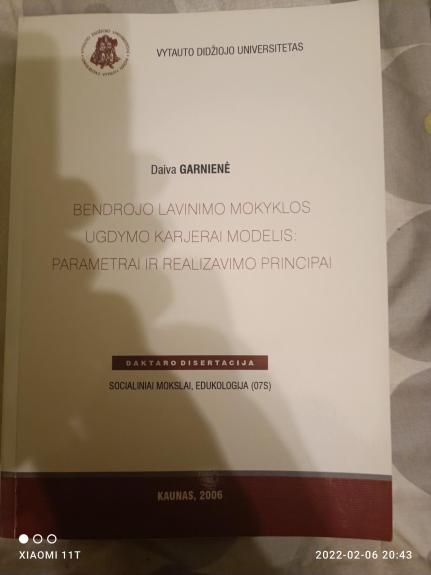 VYTAUTO DIDŽIOJO UNIVERSITETAS
Daiva GARNIENĖ
BENDROJO LAVINIMO MOKYKLOS
UGDYMO KARJERAI MODELIS:
PARAMETRAI IR REALIZAVIMO PRINCIPAI
DAKTARO DISERTACIJA
SOCIALINIAI MOKSLAI, EDUKOLOGIJA (07S)
KAUNAS, 2006
XIAOMI 11T
2022-02-06 20:43